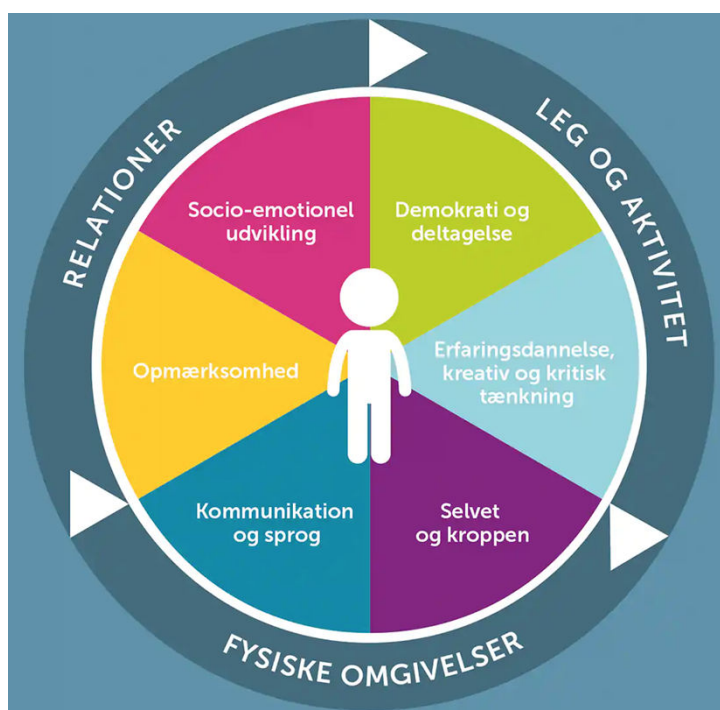 RELATIONER
LEG OG AKTIVITET
Socio-emotionel
udvikling
Demokrati og
deltagelse
Opmærksomhed
Erfaringsdannelse,
kreativ og kritisk
tænkning
Kommunikation
og sprog
Selvet
og kroppen
FYSISKE OMGIVELSER